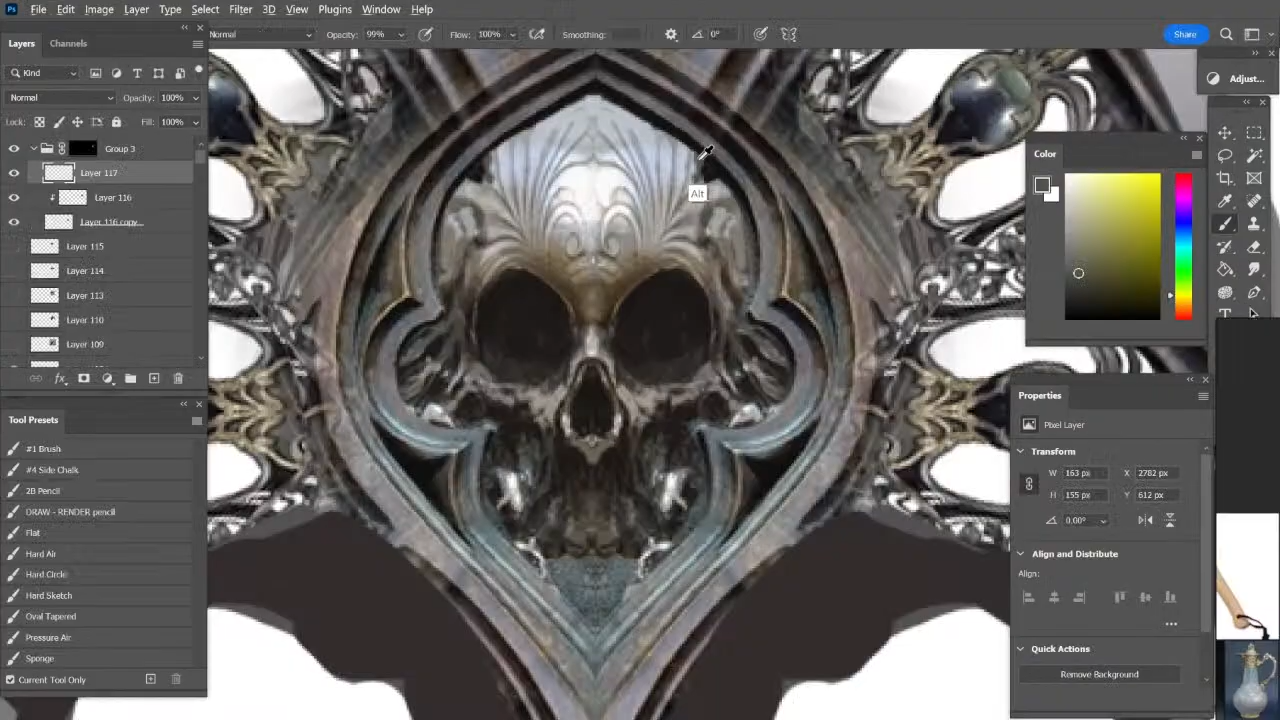 Ps File Edit Image Layer Type Select Filter 3D View Plugins Window Help
Normal Opacity: 99% Flow: 100% Smoothing: 0° Share
Layers Channels
Kind
Normal Opacity: 100%
Lock: Fill: 100%
Group 3
Layer 117
Layer 116
Layer 116 copy
Layer 115
Layer 114
Layer 113
Layer 110
Layer 109
Tool Presets
#1 Brush
#4 Side Chalk
2B Pencil
DRAW - RENDER pencil
Flat
Hard Air
Hard Circle
Hard Sketch
Oval Tapered
Pressure Air
Sponge
Current Tool Only
Alt
Adjust...
Color
Properties
Pixel Layer
Transform
W 163 px X 2782 px
H 155 px Y 612 px
0.00°
Align and Distribute
Align:
Quick Actions
Remove Background